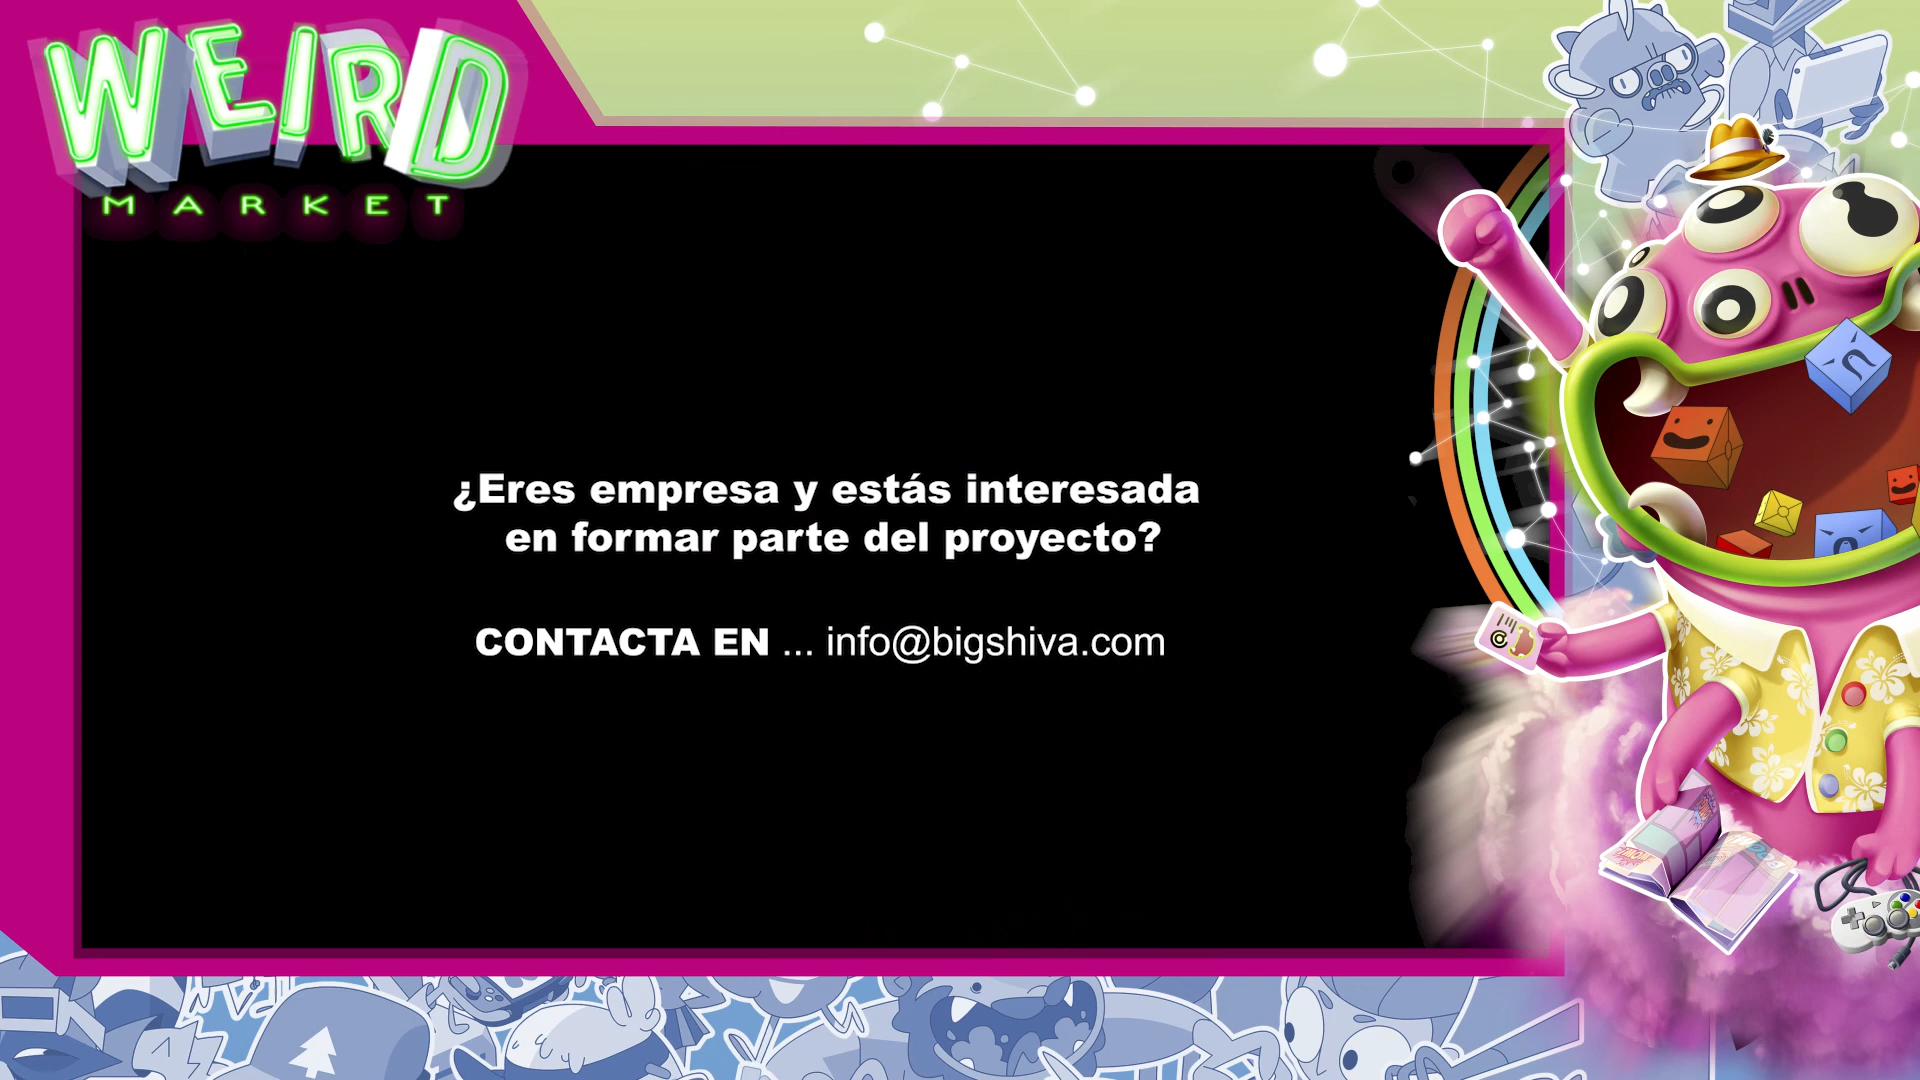 WEIRD
MARKET
¿Eres empresa y estás interesada
en formar parte del proyecto?
CONTACTA EN ... info@bigshiva.com